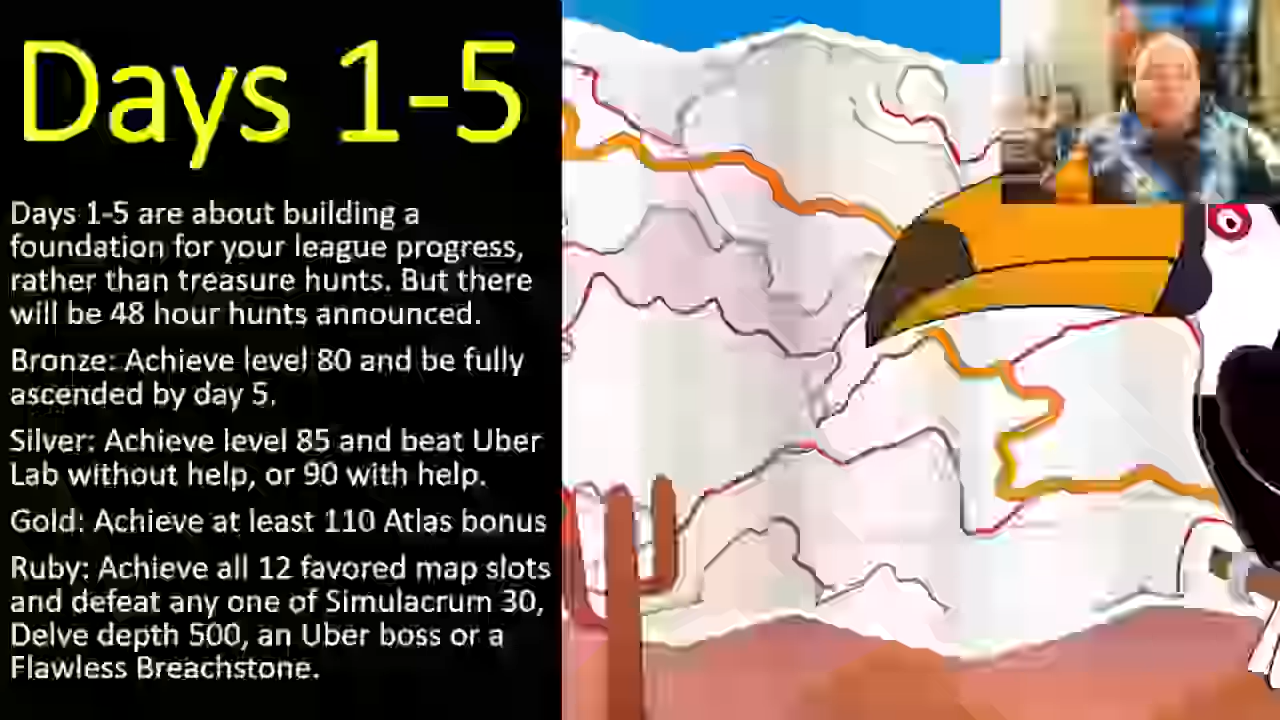 Days 1-5
Days 1-5 are about building a
foundation for your league progress,
rather than treasure hunts. But there
will be 48 hour hunts announced.
Bronze: Achieve level 80 and be fully
ascended by day 5.
Silver: Achieve level 85 and beat Uber
Lab without help, or 90 with help.
Gold: Achieve at least 110 Atlas bonus
Ruby: Achieve all 12 favored map slots
and defeat any one of Simulacrum 30,
Delve depth 500, an Uber boss or a
Flawless Breachstone.